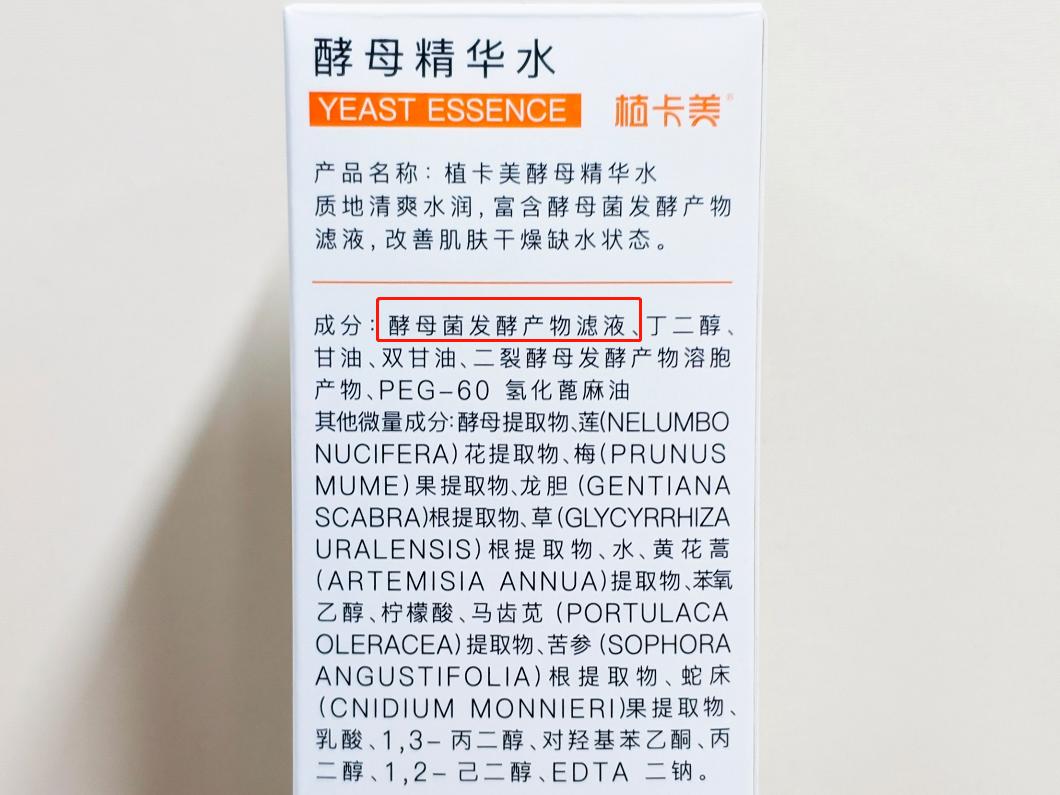 酵母精华水
YEAST ESSENCE 植卡美®
产品名称：植卡美酵母精华水
质地清爽水润，富含酵母菌发酵产物
滤液，改善肌肤干燥缺水状态。
成分：酵母菌发酵产物滤液、丁二醇、
甘油、双甘油、二裂酵母发酵产物溶胞
产物、PEG-60 氢化蓖麻油
其他微量成分：酵母提取物、莲(NELUMBO
NUCIFERA)花提取物、梅(PRUNUS
MUME)果提取物、龙胆(GENTIANA
SCABRA)根提取物、草(GLYCYRRHIZA
URALENSIS)根提取物、水、黄花蒿
(ARTEMISIA ANNUA)提取物、苯氧
乙醇、柠檬酸、马齿苋(PORTULACA
OLERACEA)提取物、苦参(SOPHORA
ANGUSTIFOLIA)根提取物、蛇床
(CNIDIUM MONNIERI)果提取物、
乳酸、1,3-丙二醇、对羟基苯乙酮、丙
二醇、1,2-己二醇、EDTA 二钠。